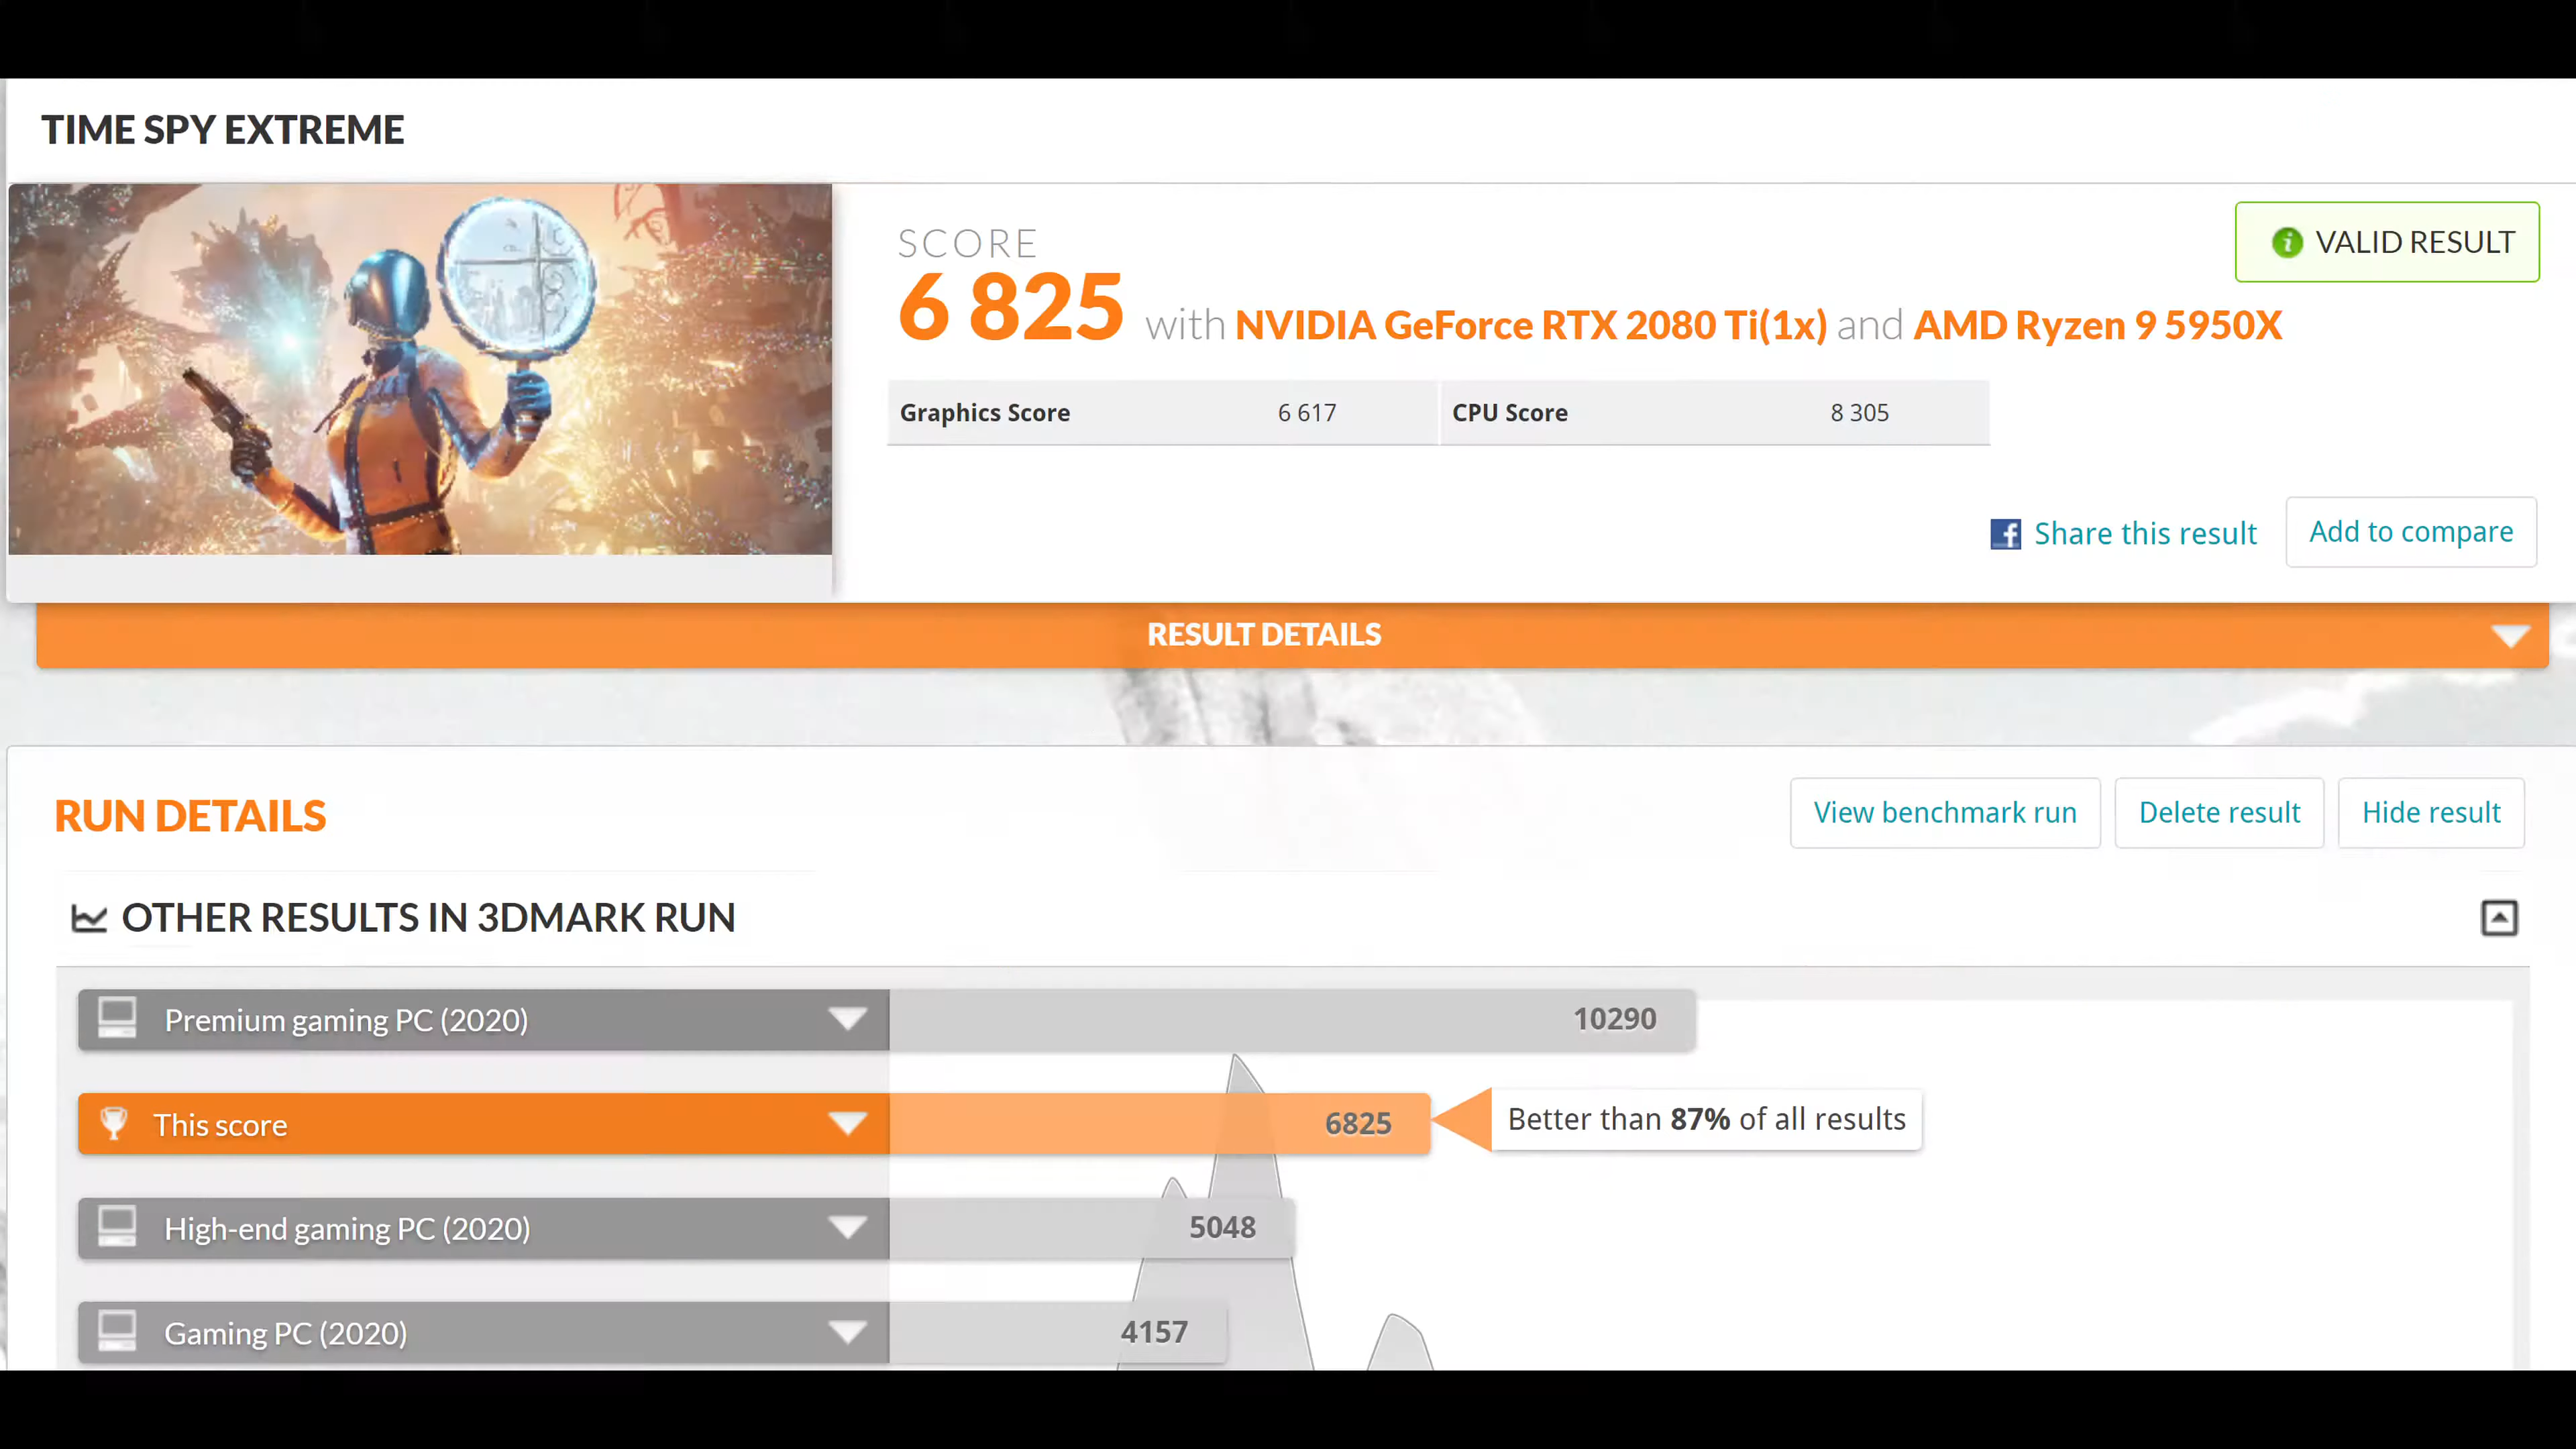 TIME SPY EXTREME
SCORE
VALID RESULT
6 825 with NVIDIA GeForce RTX 2080 Ti(1x) and AMD Ryzen 9 5950X
Graphics Score 6 617 CPU Score 8 305
f Share this result Add to compare
RESULT DETAILS
RUN DETAILS View benchmark run Delete result Hide result
OTHER RESULTS IN 3DMARK RUN
Premium gaming PC (2020) 10290
This score 6825 Better than 87% of all results
High-end gaming PC (2020) 5048
Gaming PC (2020) 4157